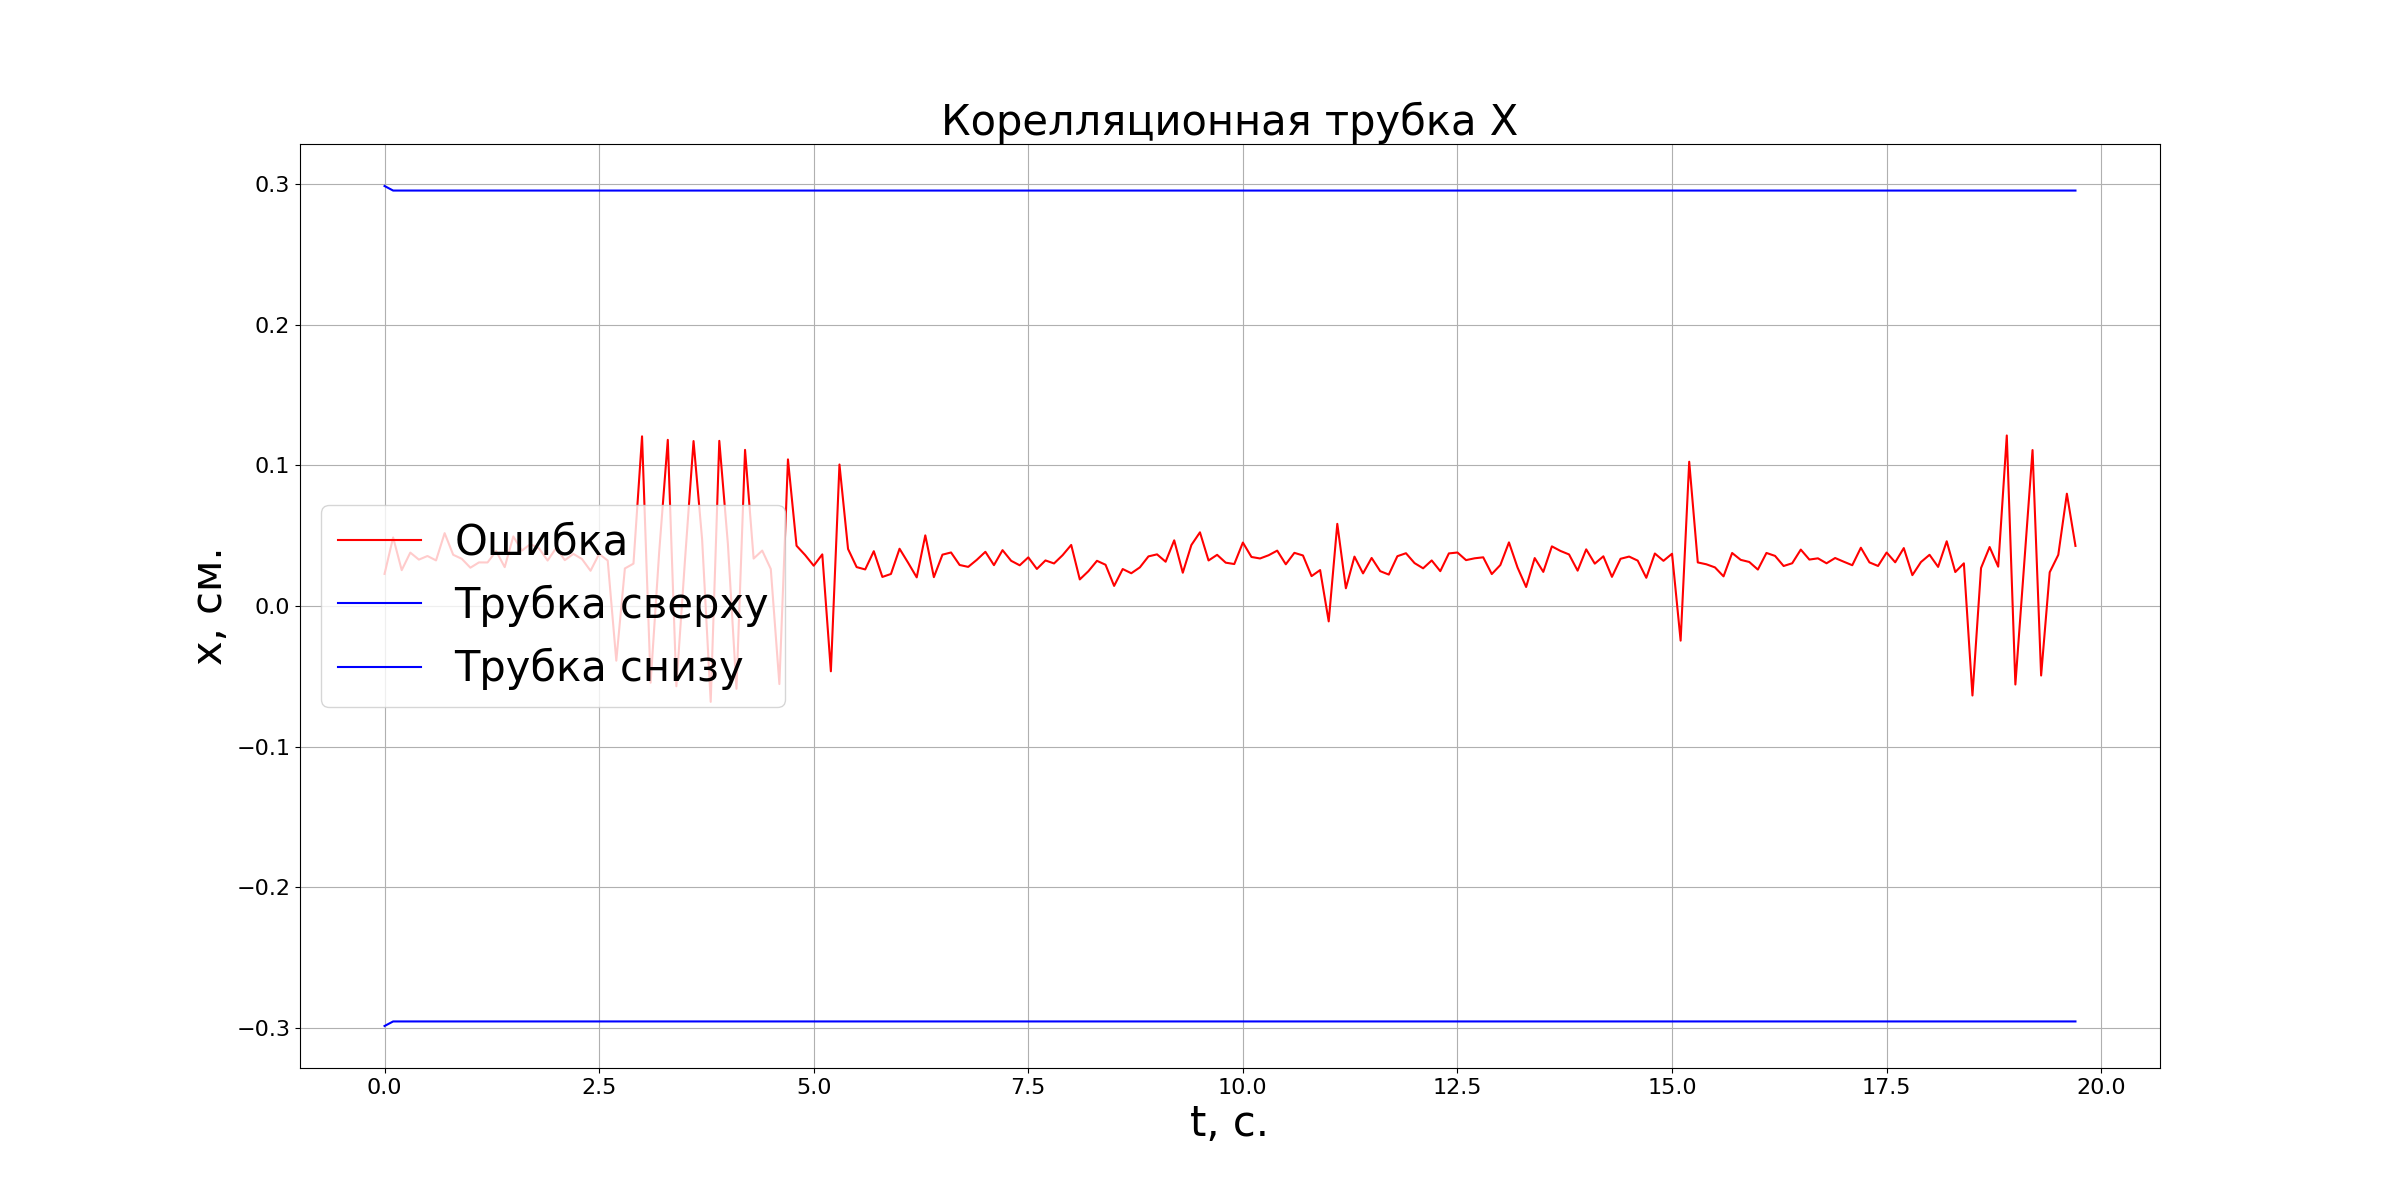 Корелляционная трубка X
0.3
0.2
0.1
0.0
−0.1
−0.2
−0.3
x, см.
Ошибка
Трубка сверху
Трубка снизу
0.0 2.5 5.0 7.5 10.0 12.5 15.0 17.5 20.0
t, с.